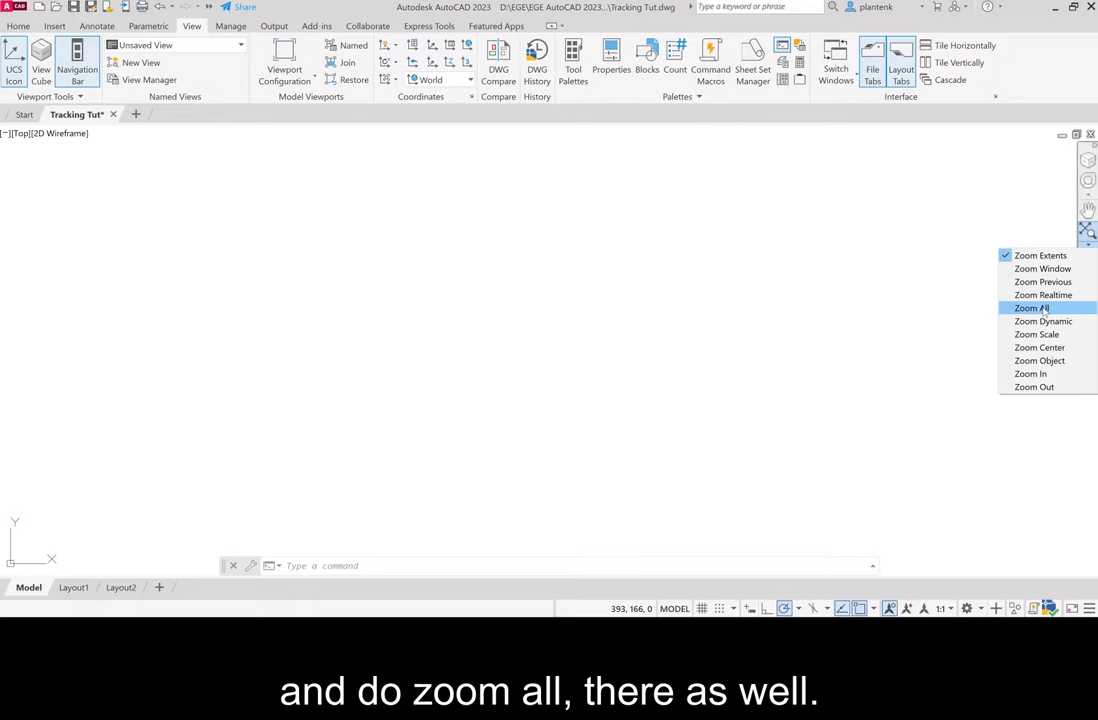 CAD
Share
Autodesk AutoCAD 2023 D:\EGE\EGE AutoCAD 2023...\Tracking Tut.dwg
Type a keyword or phrase
plantenk
Home Insert Annotate Parametric View Manage Output Add-ins Collaborate Express Tools Featured Apps
UCS Icon
View Cube
Navigation Bar
Viewport Tools
Unsaved View
New View
View Manager
Named Views
Viewport Configuration
Named
Join
Restore
Model Viewports
World
Coordinates
DWG Compare
Compare
DWG History
History
Tool Palettes
Properties
Blocks
Count
Command Macros
Sheet Set Manager
Palettes
Switch Windows
File Tabs
Layout Tabs
Tile Horizontally
Tile Vertically
Cascade
Interface
Start
Tracking Tut*
[−][Top][2D Wireframe]
Zoom Extents
Zoom Window
Zoom Previous
Zoom Realtime
Zoom All
Zoom Dynamic
Zoom Scale
Zoom Center
Zoom Object
Zoom In
Zoom Out
Y
X
Type a command
Model Layout1 Layout2
393, 166, 0 MODEL 1:1
and do zoom all, there as well.